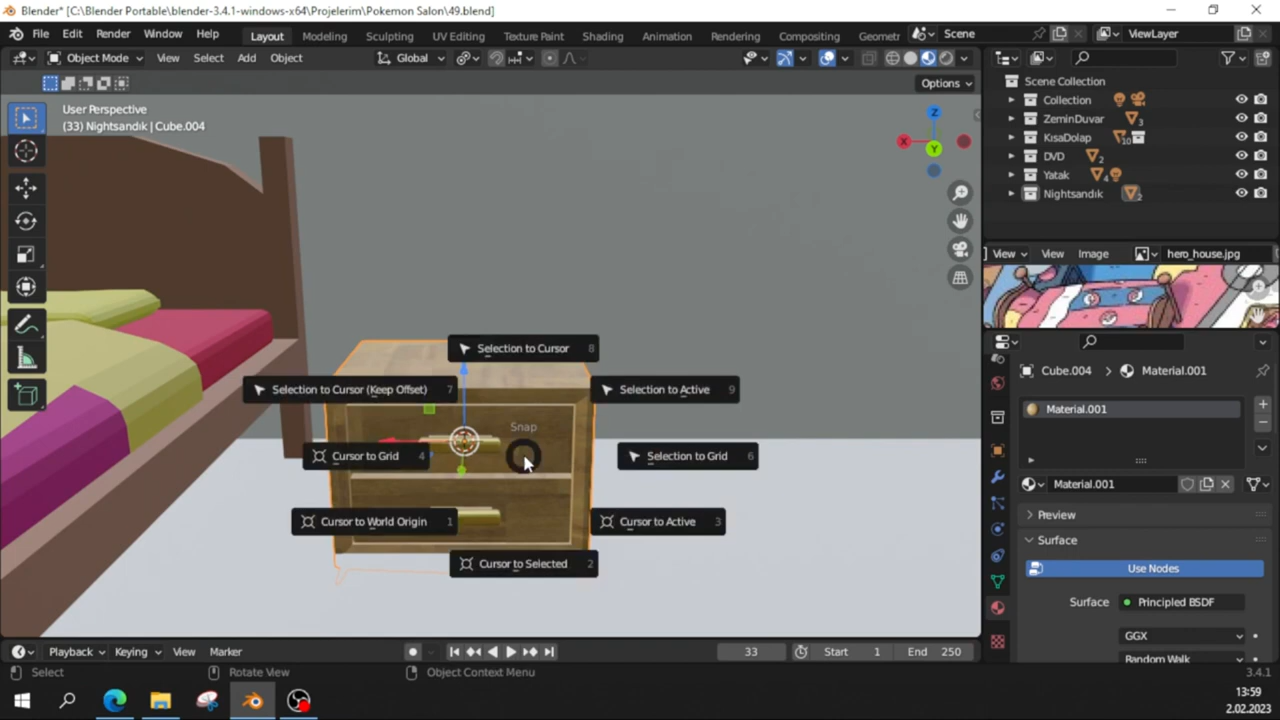 Blender* [C:\Blender Portable\blender-3.4.1-windows-x64\Projelerim\Pokemon Salon\49.blend]
File Edit Render Window Help Layout Modeling Sculpting UV Editing Texture Paint Shading Animation Rendering Compositing Geometr Scene ViewLayer
Object Mode View Select Add Object Global
Options
User Perspective
(33) Nightsandık | Cube.004
Z
X
Y
Scene Collection
Collection
ZeminDuvar 3
KısaDolap 10
DVD 2
Yatak 4
Nightsandık 2
View View Image hero_house.jpg
Selection to Cursor 8
Selection to Cursor (Keep Offset) 7
Selection to Active 9
Snap
Cursor to Grid 4
Selection to Grid 6
Cursor to World Origin 1
Cursor to Active 3
Cursor to Selected 2
Cube.004 Material.001
Material.001
Material.001
Preview
Surface
Use Nodes
Surface Principled BSDF
GGX
Random Walk
Playback Keying View Marker 33 Start 1 End 250
Select Rotate View Object Context Menu 3.4.1
13:59
2.02.2023